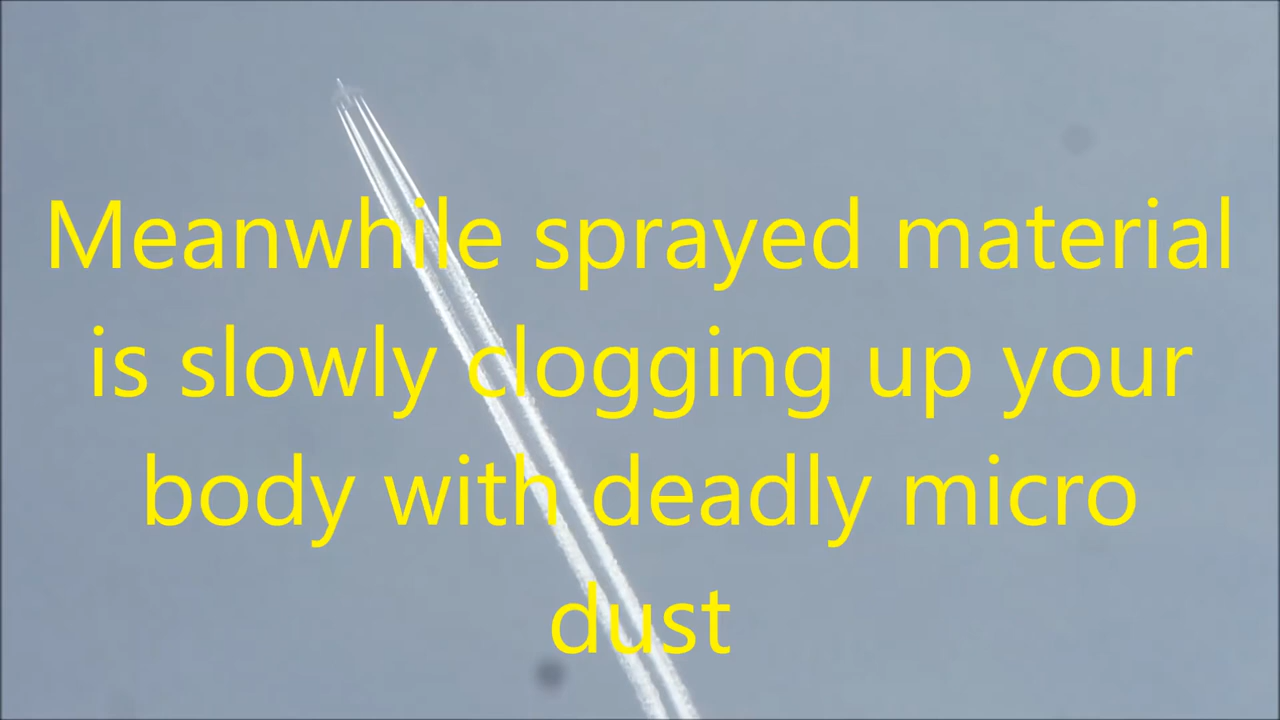 Meanwhile sprayed material
is slowly clogging up your
body with deadly micro
dust